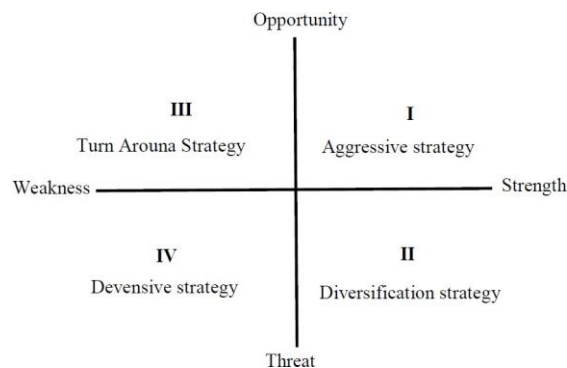 Opportunity
III
I
Turn Arouna Strategy
Aggressive strategy
Weakness
Strength
IV
II
Devensive strategy
Diversification strategy
Threat